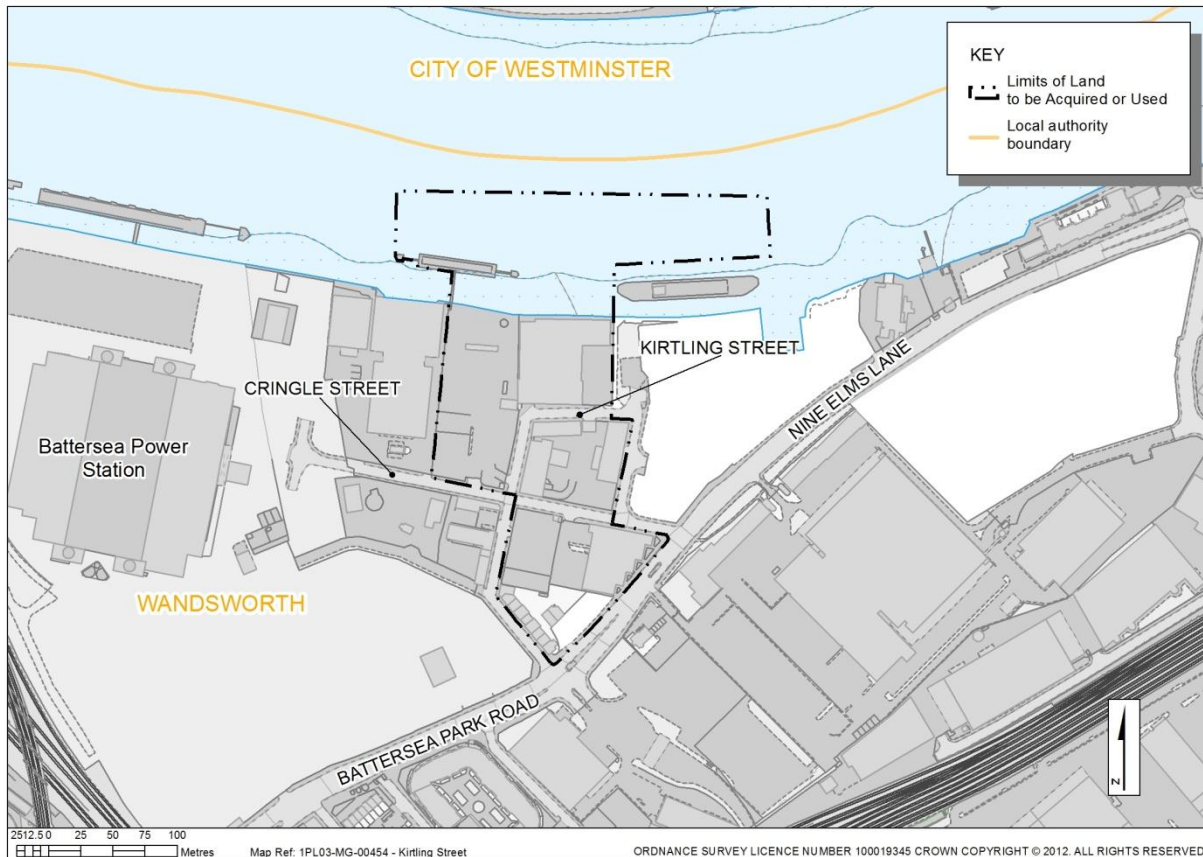 CITY OF WESTMINSTER
KEY
Limits of Land
to be Acquired or Used
Local authority
boundary
KIRTLING STREET
CRINGLE STREET
NINE ELMS LANE
Battersea Power
Station
WANDSWORTH
BATTERSEA PARK ROAD
N
2512.5 0 25 50 75 100
Metres
Map Ref: 1PL03-MG-00454 - Kirtling Street
ORDNANCE SURVEY LICENCE NUMBER 100019345 CROWN COPYRIGHT © 2012. ALL RIGHTS RESERVED